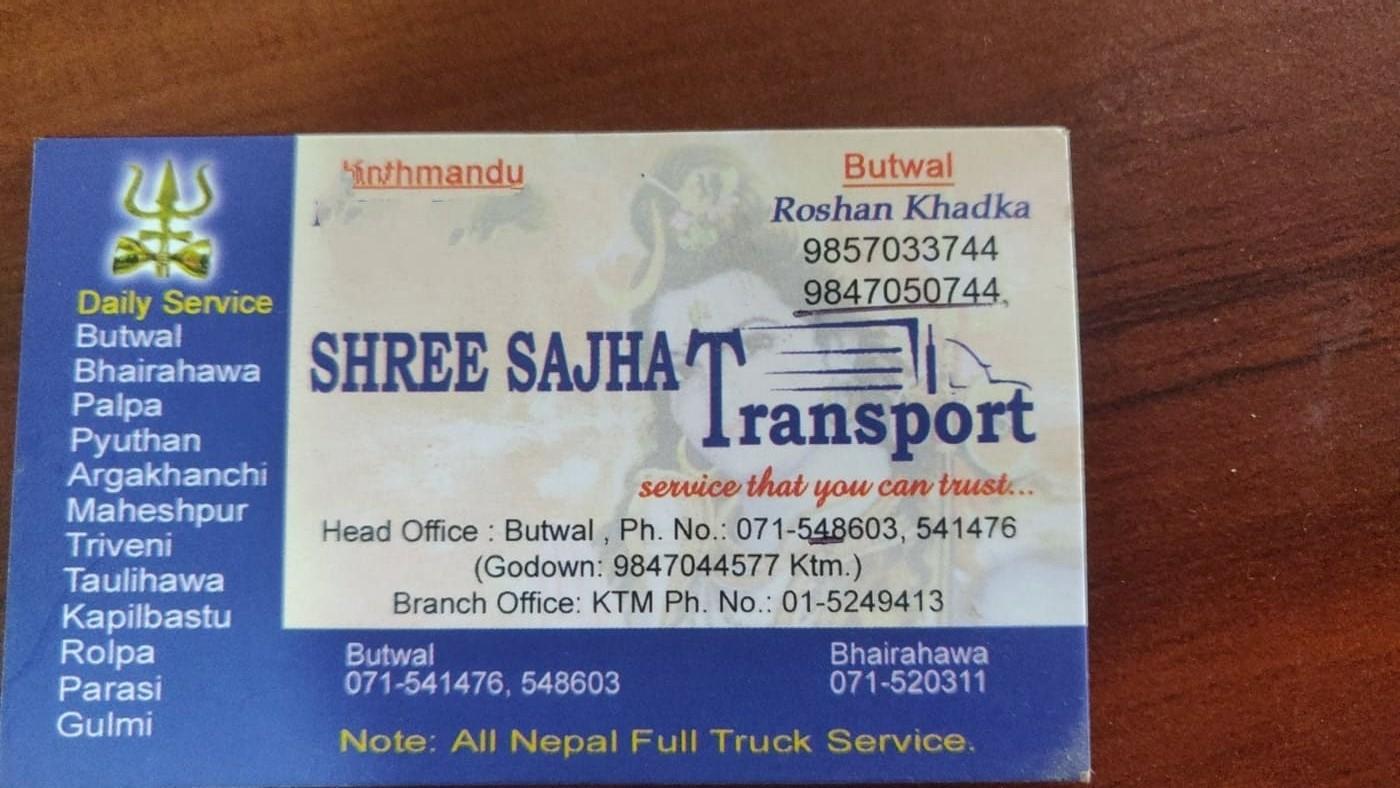 Daily Service
Butwal
Bhairahawa
Palpa
Pyuthan
Argakhanchi
Maheshpur
Triveni
Taulihawa
Kapilbastu
Rolpa
Parasi
Gulmi
Butwal
Roshan Khadka
9857033744
9847050744,
SHREE SAJHA Transport
service that you can trust...
Head Office : Butwal , Ph. No.: 071-548603, 541476
(Godown: 9847044577 Ktm.)
Branch Office: KTM Ph. No.: 01-5249413
Butwal
071-541476, 548603
Bhairahawa
071-520311
Note: All Nepal Full Truck Service.